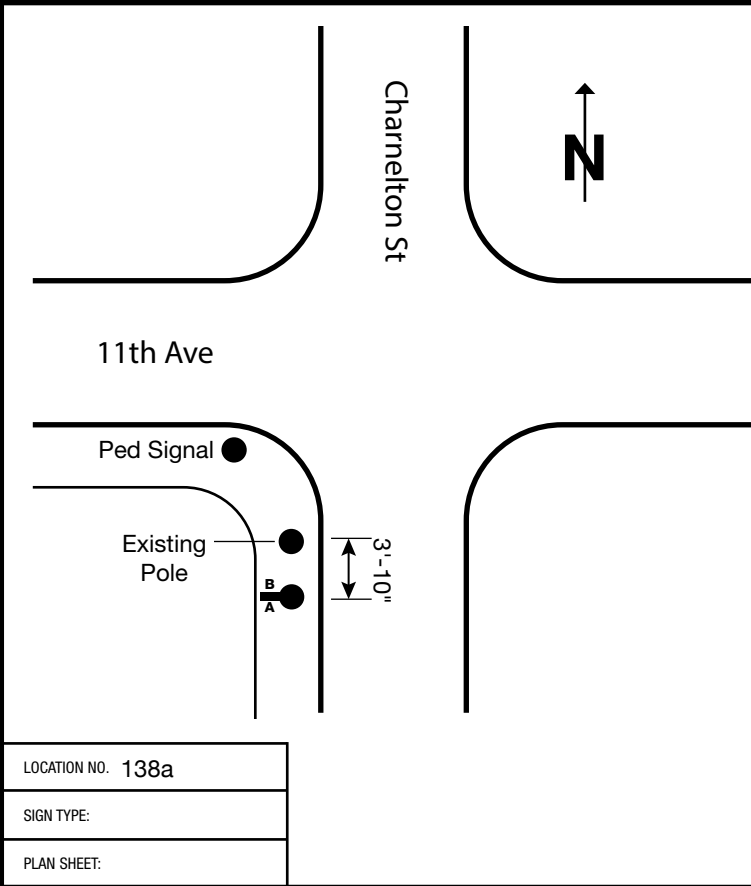 Charnelton St
N
11th Ave
Ped Signal
Existing
Pole
3'-10"
B
A
LOCATION NO. 138a
SIGN TYPE:
PLAN SHEET: